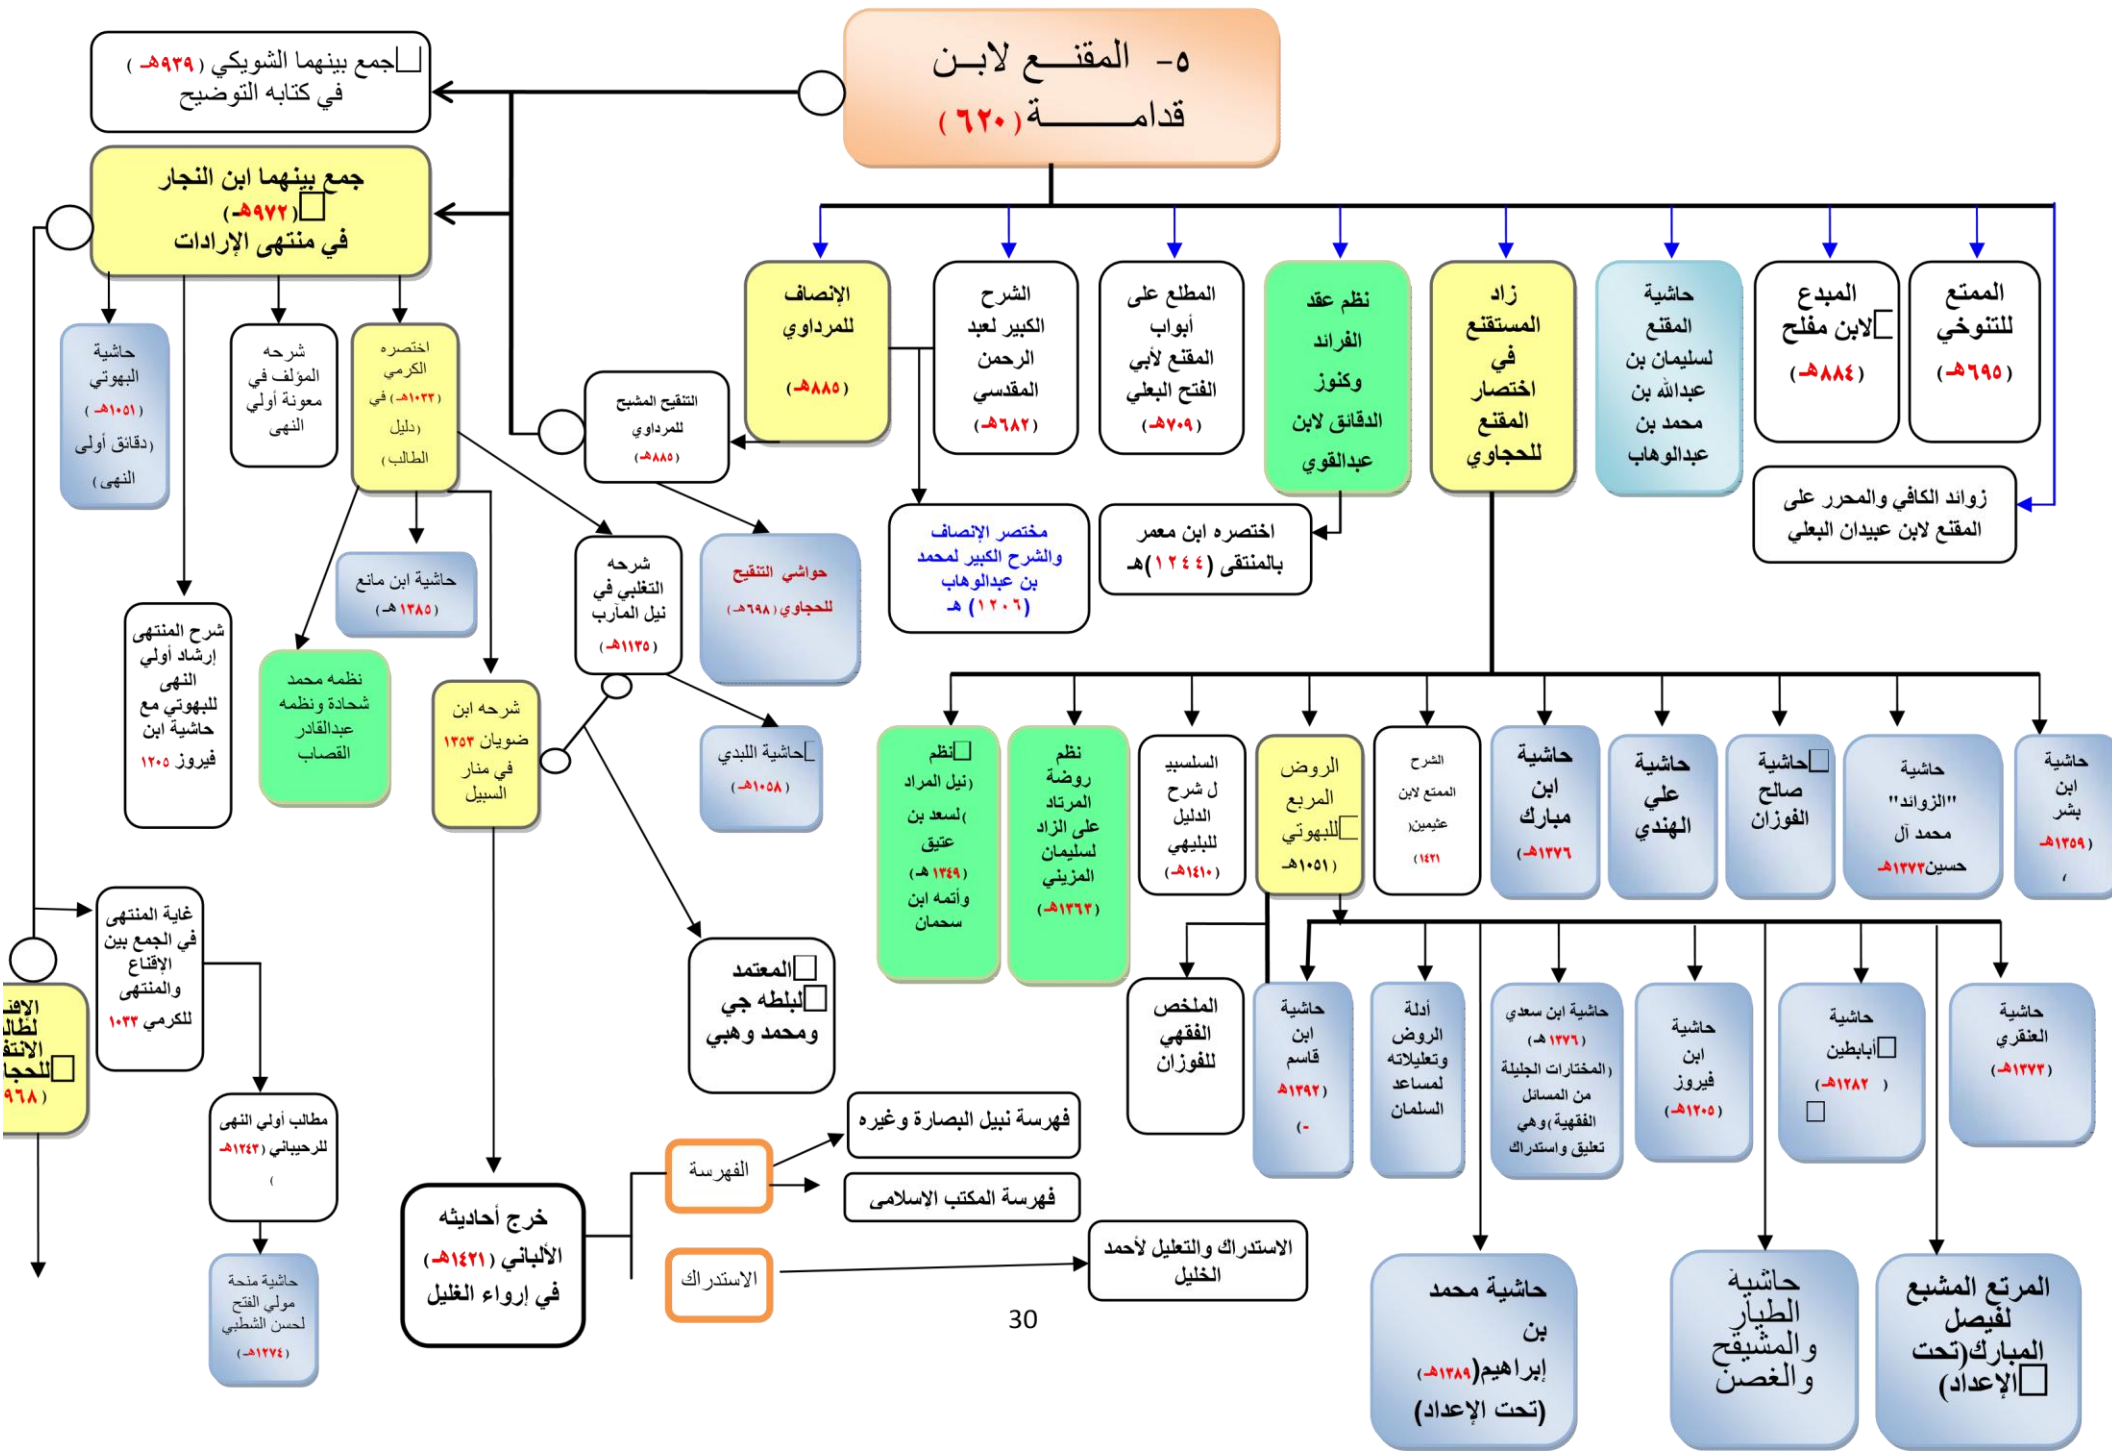 ٥- المقنع لابن
قدامة (٦٢٠)
جمع بينهما الشويكي (٩٣٩هـ)
في كتابه التوضيح
جمع بينهما ابن النجار
(٩٧٢هـ)
في منتهى الإرادات
الممتع
للتنوخي
(٦٩٥هـ)
المبدع
لابن مفلح
(٨٨٤هـ)
حاشية
المقنع
لسليمان بن
عبدالله بن
محمد بن
عبدالوهاب
زاد
المستقنع
في
اختصار
المقنع
للحجاوي
نظم عقد
الفرائد
وكنوز
الدقائق لابن
عبدالقوي
المطلع على
أبواب
المقنع لأبي
الفتح البعلي
(٧٠٩هـ)
الشرح
الكبير لعبد
الرحمن
المقدسي
(٦٨٢هـ)
الإنصاف
للمرداوي
(٨٨٥هـ)
زوائد الكافي والمحرر على
المقنع لابن عبيدان البعلي
اختصره ابن معمر
بالمنتقى (١٢٤٤)هـ
مختصر الإنصاف
والشرح الكبير لمحمد
بن عبدالوهاب
(١٢٠٦) هـ
التنقيح المشبح
للمرداوي
(٨٨٥هـ)
حواشي التنقيح
للحجاوي (٦٩٨هـ)
اختصره
الكرمي
(١٠٣٣هـ) في
(دليل
الطالب)
شرحه
المؤلف في
معونة أولي
النهى
حاشية
البهوتي
(١٠٥١هـ)
(دقائق أولى
النهى)
شرحه
التغلبي في
نيل المآرب
(١١٣٥هـ)
حاشية ابن مانع
(١٣٨٥ هـ)
شرح المنتهى
إرشاد أولي
النهى
للبهوتي مع
حاشية ابن
فيروز ١٢٠٥
نظمه محمد
شحادة ونظمه
عبدالقادر
القصاب
شرحه ابن
ضويان ١٣٥٣
في منار
السبيل
حاشية اللبدي
(١٠٥٨هـ)
حاشية
ابن
بشر
(١٣٥٩هـ
)
حاشية
"الزوائد"
محمد آل
حسين١٣٧٣هـ
حاشية
صالح
الفوزان
حاشية
علي
الهندي
حاشية
ابن
مبارك
(١٣٧٦هـ)
الشرح
الممتع لابن
عثيمين(
١٤٢١)
الروض
المربع
للبهوتي
(١٠٥١هـ
السلسبي
ل شرح
الدليل
للبليهي
(١٤١٠هـ)
نظم
روضة
المرتاد
على الزاد
لسليمان
المزيني
(١٣٦٣هـ)
نظم
(نيل المراد
)لسعد بن
عتيق
(١٣٤٩ هـ)
وأتمه ابن
سحمان
غاية المنتهى
في الجمع بين
الإقناع
والمنتهى
للكرمي ١٠٣٣
المعتمد
لبلطه جي
ومحمد وهبي
حاشية
العنقري
(١٣٧٣هـ)
حاشية
أبابطين
(١٢٨٢هـ)
حاشية
ابن
فيروز
(١٢٠٥هـ)
حاشية ابن سعدي
(١٣٧٦ هـ)
(المختارات الجليلة
من المسائل
الفقهية) وهي
تعليق واستدراك
أدلة
الروض
وتعليلاته
لمساعد
السلمان
حاشية
ابن
قاسم
(١٣٩٢هـ
-)
الملخص
الفقهي
للفوزان
مطالب أولي النهى
للرحيباني (١٢٤٣هـ
)
حاشية منحة
مولي الفتح
لحسن الشطبي
(١٢٧٤هـ)
خرج أحاديثه
الألباني (١٤٢١هـ)
في إرواء الغليل
الفهرسة
الاستدراك
فهرسة نبيل البصارة وغيره
فهرسة المكتب الإسلامى
الاستدراك والتعليل لأحمد
الخليل
المرتع المشبع
لفيصل
المبارك(تحت
الإعداد)
حاشية
الطيار
والمشيقح
والغصن
حاشية محمد
بن
إبراهيم(١٣٨٩هـ)
(تحت الإعداد)
30